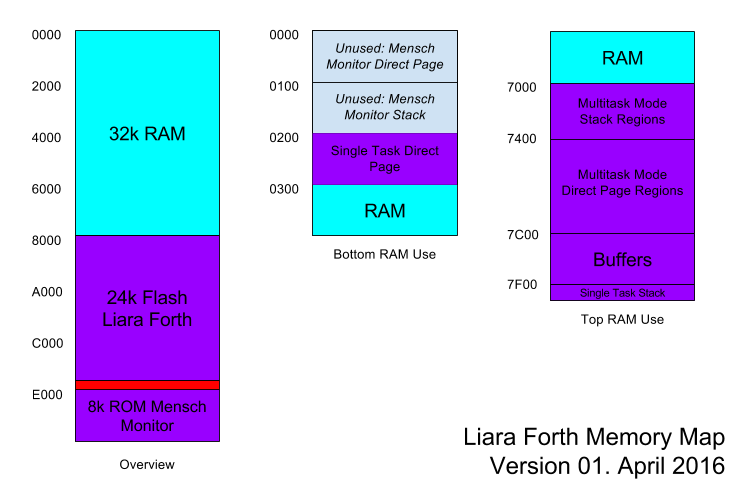 0000
2000
4000
6000
8000
A000
C000
E000
32k RAM
24k Flash
Liara Forth
8k ROM Mensch
Monitor
Overview
0000
0100
0200
0300
Unused: Mensch
Monitor Direct Page
Unused: Mensch
Monitor Stack
Single Task Direct
Page
RAM
Bottom RAM Use
7000
7400
7C00
7F00
RAM
Multitask Mode
Stack Regions
Multitask Mode
Direct Page Regions
Buffers
Single Task Stack
Top RAM Use
Liara Forth Memory Map
Version 01. April 2016